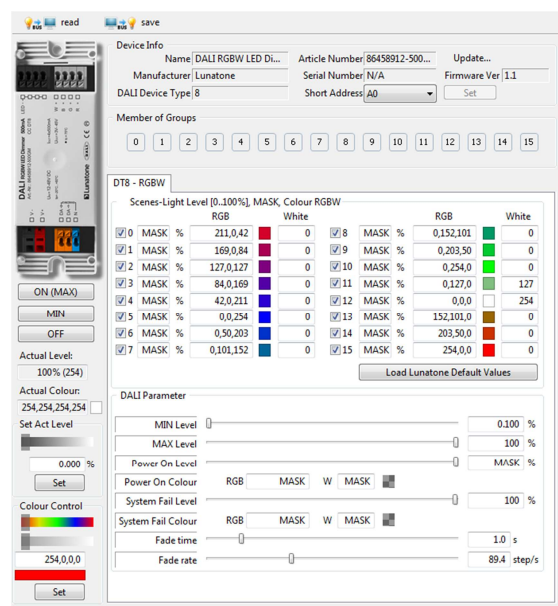 read save
Device Info
Name DALI RGBW LED Di... Article Number 86458912-500... Update...
Manufacturer Lunatone Serial Number N/A Firmware Ver 1.1
DALI Device Type 8 Short Address A0 Set
Member of Groups
0 1 2 3 4 5 6 7 8 9 10 11 12 13 14 15
DT8 - RGBW
Scenes-Light Level [0..100%], MASK, Colour RGBW
RGB White RGB White
0 MASK % 211,0,42 0 8 MASK % 0,152,101 0
1 MASK % 169,0,84 0 9 MASK % 0,203,50 0
2 MASK % 127,0,127 0 10 MASK % 0,254,0 0
3 MASK % 84,0,169 0 11 MASK % 0,127,0 127
4 MASK % 42,0,211 0 12 MASK % 0,0,0 254
5 MASK % 0,0,254 0 13 MASK % 152,101,0 0
6 MASK % 0,50,203 0 14 MASK % 203,50,0 0
7 MASK % 0,101,152 0 15 MASK % 254,0,0 0
Load Lunatone Default Values
DALI Parameter
MIN Level 0.100 %
MAX Level 100 %
Power On Level MASK %
Power On Colour RGB MASK W MASK
System Fail Level 100 %
System Fail Colour RGB MASK W MASK
Fade time 1.0 s
Fade rate 89.4 step/s
DALI RGBW LED Dimmer 500mA
Lunatone
ON (MAX)
MIN
OFF
Actual Level:
100% (254)
Actual Colour:
254,254,254,254
Set Act Level
0.000 %
Set
Colour Control
254,0,0,0
Set